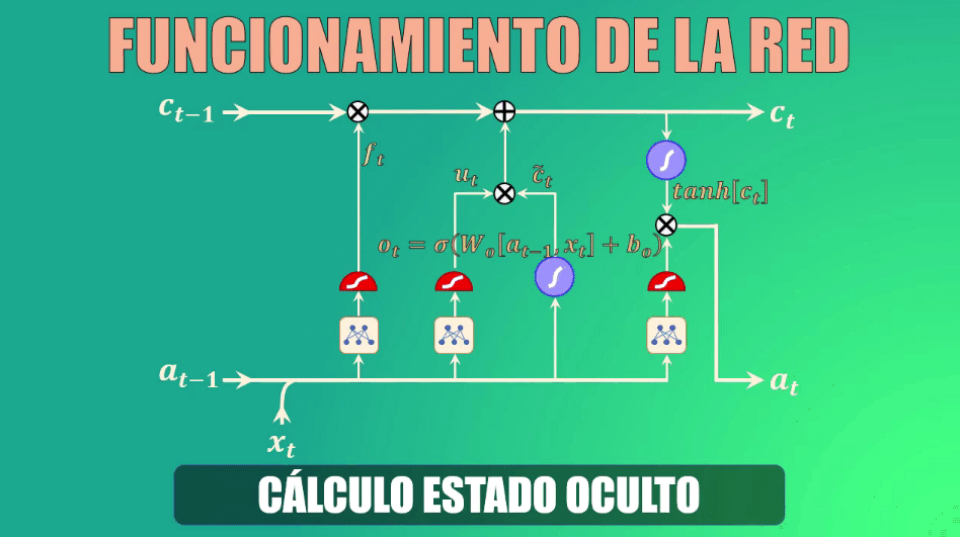 FUNCIONAMIENTO DE LA RED
c_{t-1}
c_t
f_t
u_t
c̃_t
tanh[c_t]
o_t = σ(W_o[a_{t-1}, x_t] + b_o)
a_{t-1}
a_t
x_t
CÁLCULO ESTADO OCULTO